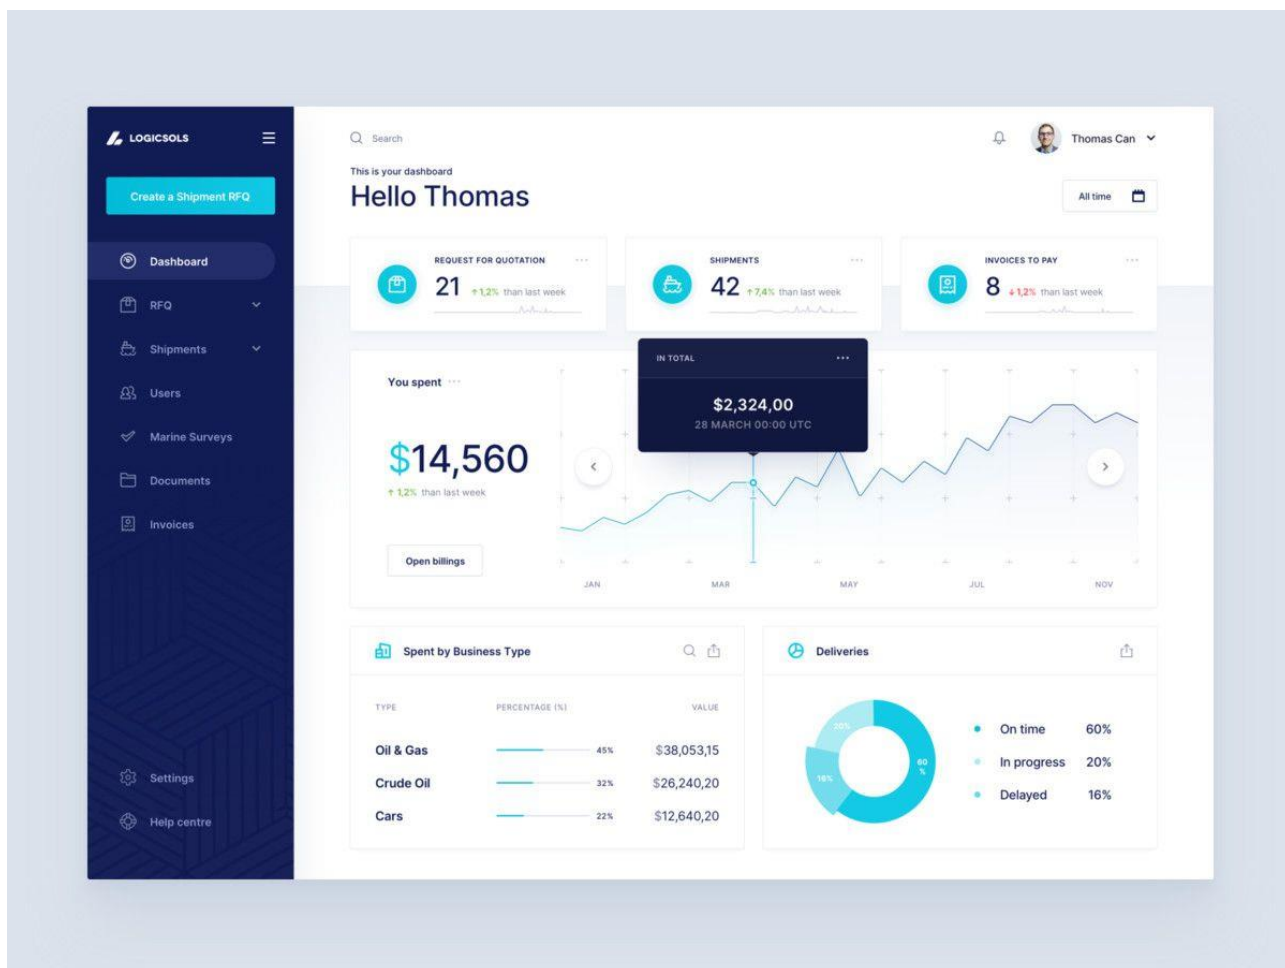 LOGICSOLS
Create a Shipment RFQ
Dashboard
RFQ
Shipments
Users
Marine Surveys
Documents
Invoices
Settings
Help centre
Search
Thomas Can
This is your dashboard
Hello Thomas
All time
REQUEST FOR QUOTATION
21 ↑1,2% than last week
SHIPMENTS
42 ↑7,4% than last week
INVOICES TO PAY
8 ↓1,2% than last week
You spent
$14,560
↑1,2% than last week
Open billings
IN TOTAL
$2,324,00
28 MARCH 00:00 UTC
JAN MAR MAY JUL NOV
Spent by Business Type
TYPE PERCENTAGE (%) VALUE
Oil & Gas 45% $38,053,15
Crude Oil 32% $26,240,20
Cars 22% $12,640,20
Deliveries
20%
16%
60
%
On time 60%
In progress 20%
Delayed 16%